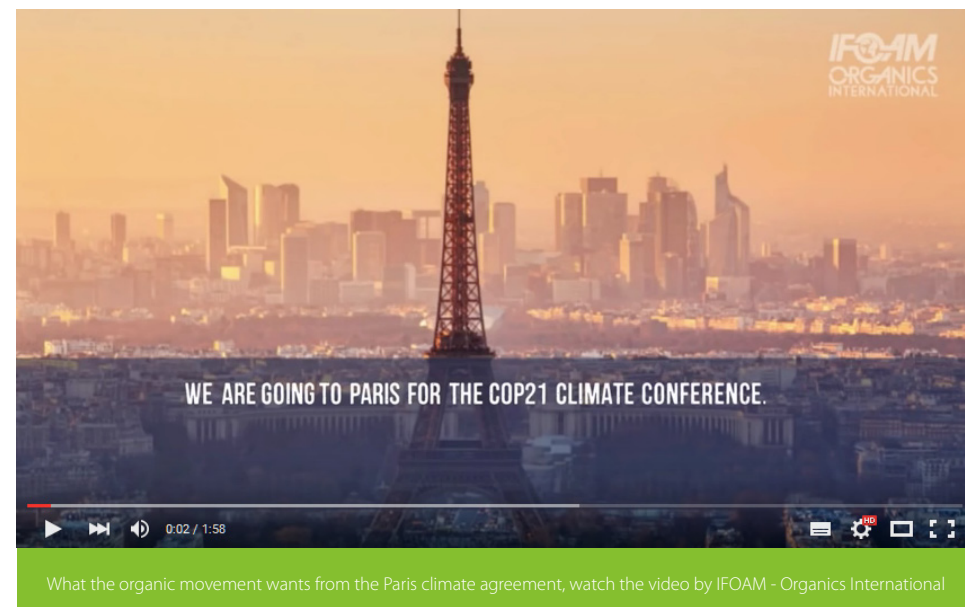 IFOAM
ORGANICS
INTERNATIONAL
WE ARE GOING TO PARIS FOR THE COP21 CLIMATE CONFERENCE.
0:02 / 1:58
HD
What the organic movement wants from the Paris climate agreement, watch the video by IFOAM - Organics International